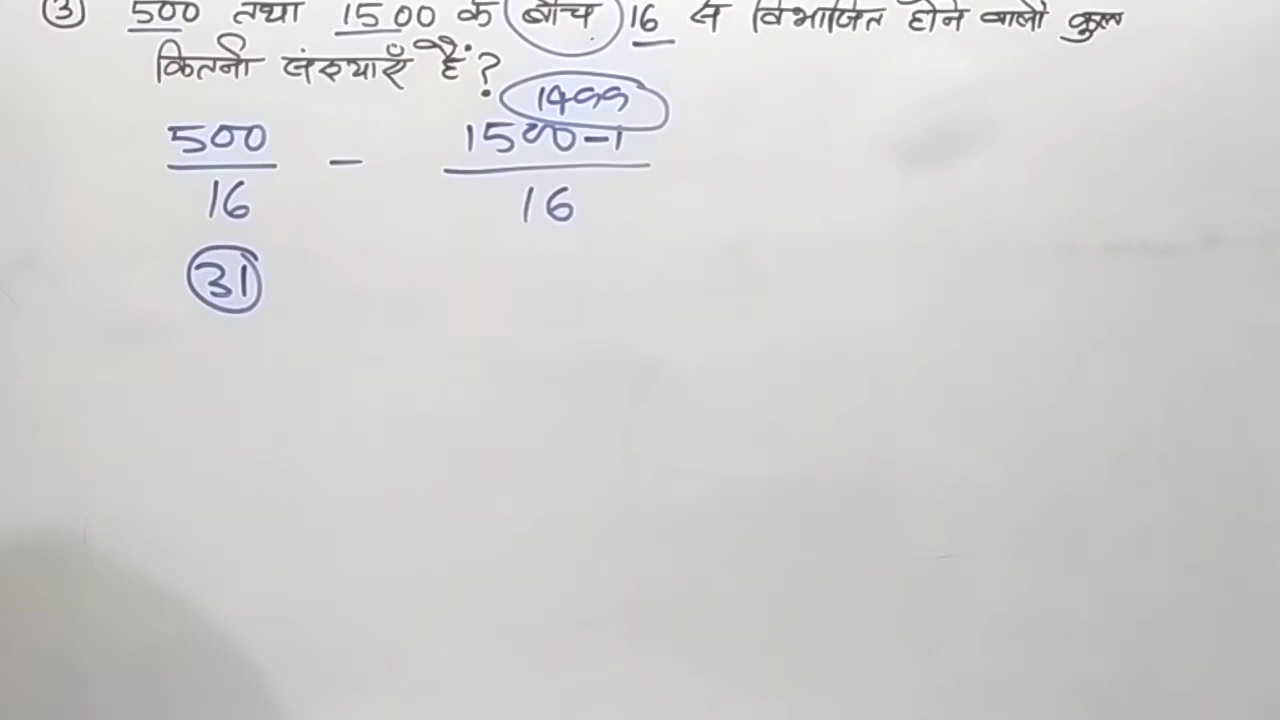 ③ 500 तथा 1500 के बीच 16 से विभाजित होने वाली कुल
कितनी संख्याएँ हैं?
1499
500 - 1500-1
16 16
31